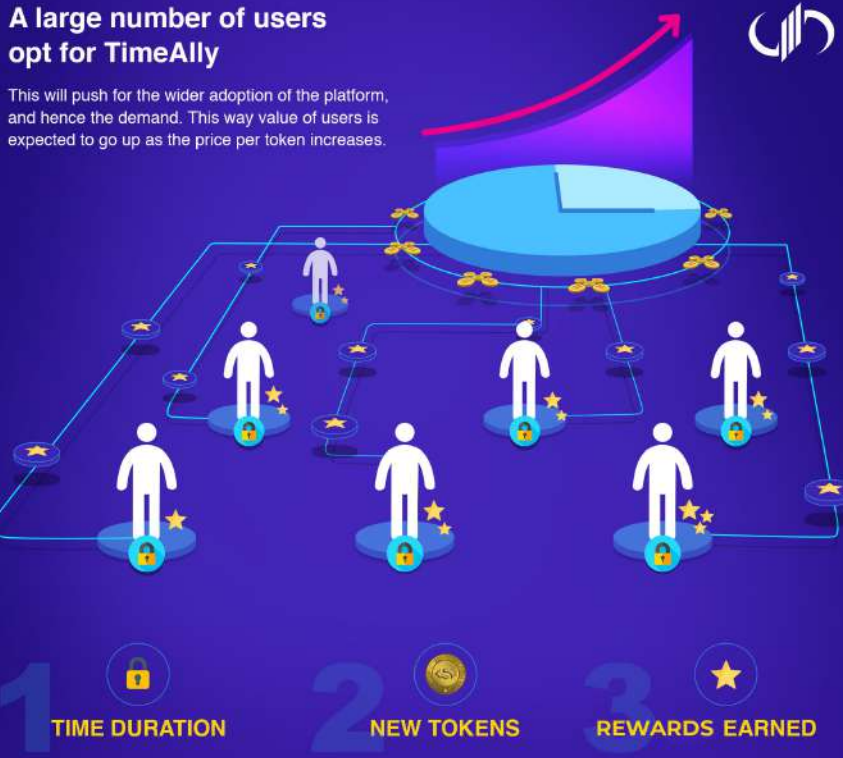 A large number of users
opt for TimeAlly
This will push for the wider adoption of the platform,
and hence the demand. This way value of users is
expected to go up as the price per token increases.
1
TIME DURATION
2
NEW TOKENS
3
REWARDS EARNED